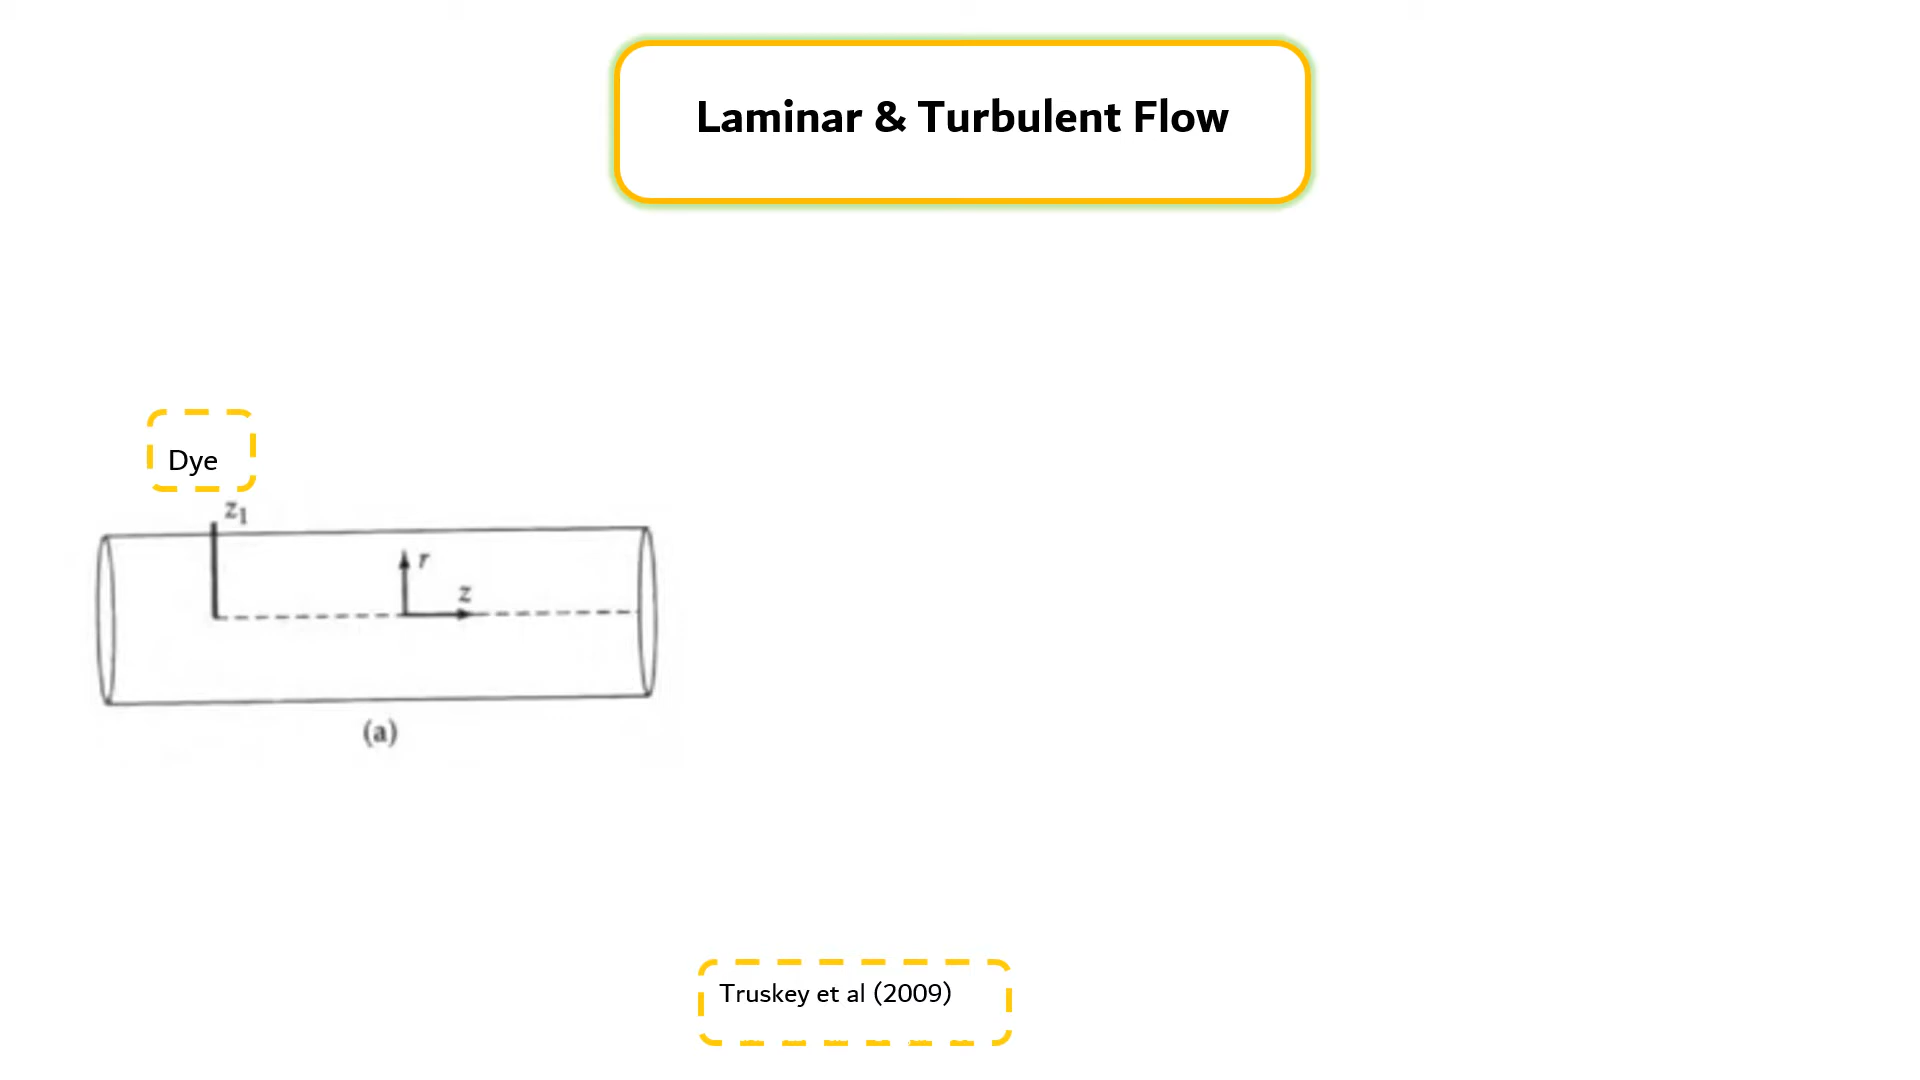 Laminar & Turbulent Flow
Dye
z1
r
z
(a)
Truskey et al (2009)